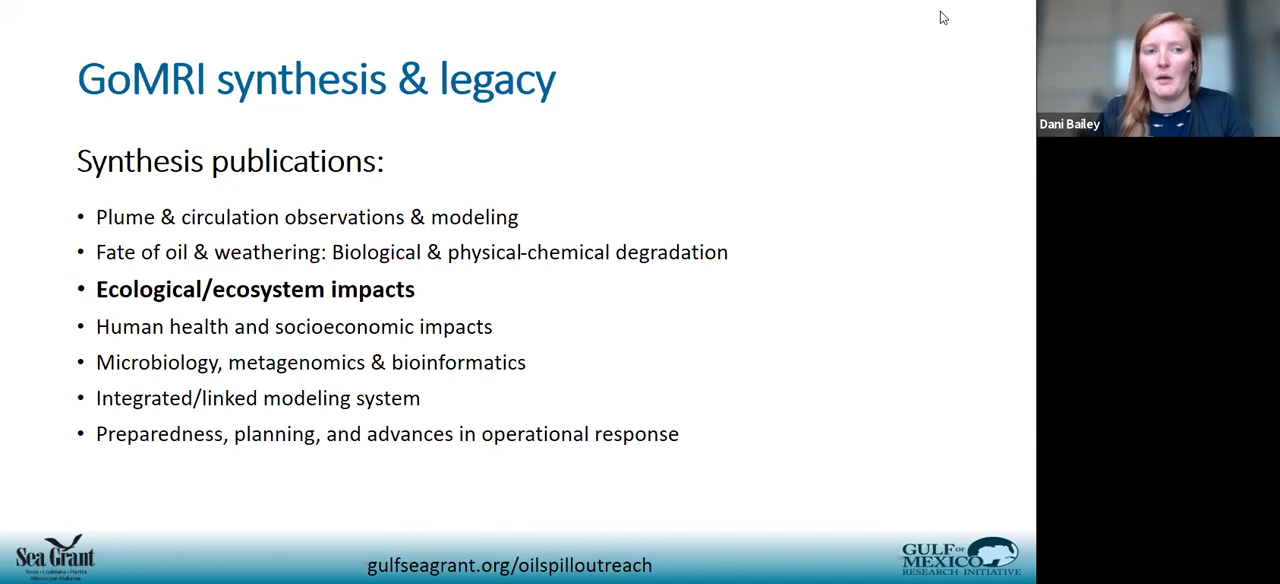 GoMRI synthesis & legacy
Dani Bailey
Synthesis publications:
• Plume & circulation observations & modeling
• Fate of oil & weathering: Biological & physical-chemical degradation
• Ecological/ecosystem impacts
• Human health and socioeconomic impacts
• Microbiology, metagenomics & bioinformatics
• Integrated/linked modeling system
• Preparedness, planning, and advances in operational response
Sea Grant
Texas • Louisiana • Florida
Mississippi-Alabama
gulfseagrant.org/oilspilloutreach
GULF OF
MEXICO
RESEARCH INITIATIVE